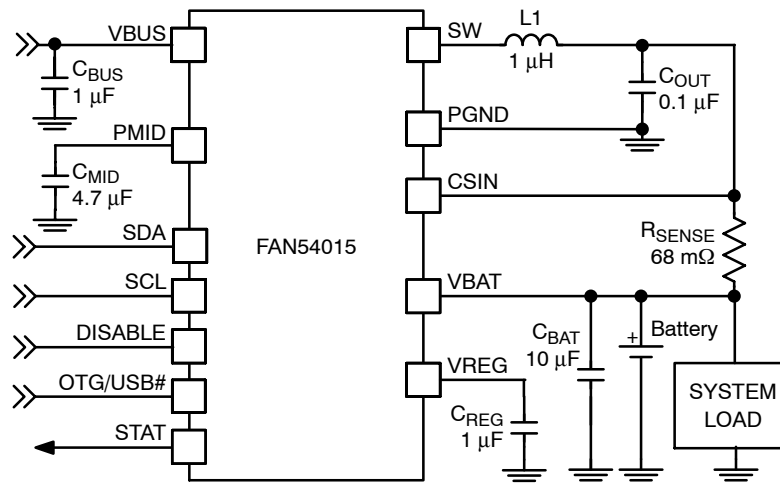 VBUS
C_BUS
1 µF
PMID
C_MID
4.7 µF
SDA
SCL
DISABLE
OTG/USB#
STAT
FAN54015
SW
L1
1 µH
C_OUT
0.1 µF
PGND
CSIN
R_SENSE
68 mΩ
VBAT
C_BAT
10 µF
+ Battery
VREG
C_REG
1 µF
SYSTEM
LOAD